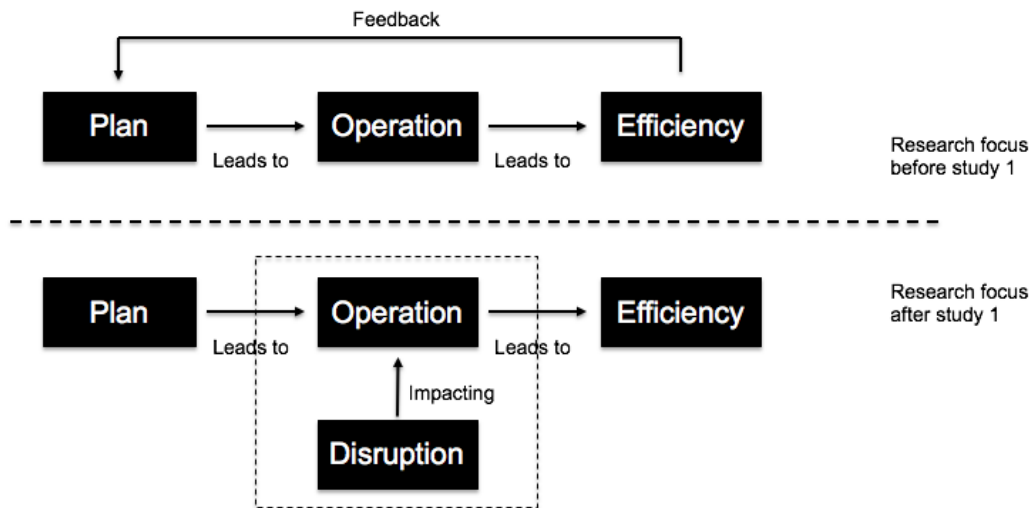 Feedback
Plan
Operation
Efficiency
Leads to
Leads to
Research focus
before study 1
Plan
Operation
Efficiency
Research focus
after study 1
Leads to
Leads to
Impacting
Disruption